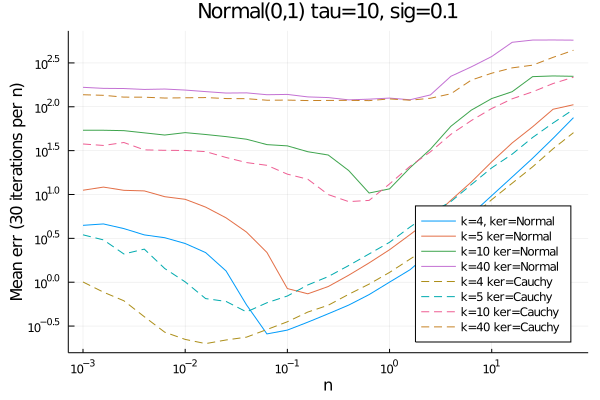 Normal(0,1) tau=10, sig=0.1
Mean err (30 iterations per n)
10^2.5
10^2.0
10^1.5
10^1.0
10^0.5
10^0.0
10^−0.5
k=4, ker=Normal
k=5 ker=Normal
k=10 ker=Normal
k=40 ker=Normal
k=4 ker=Cauchy
k=5 ker=Cauchy
k=10 ker=Cauchy
k=40 ker=Cauchy
10^−3 10^−2 10^−1 10^0 10^1
n